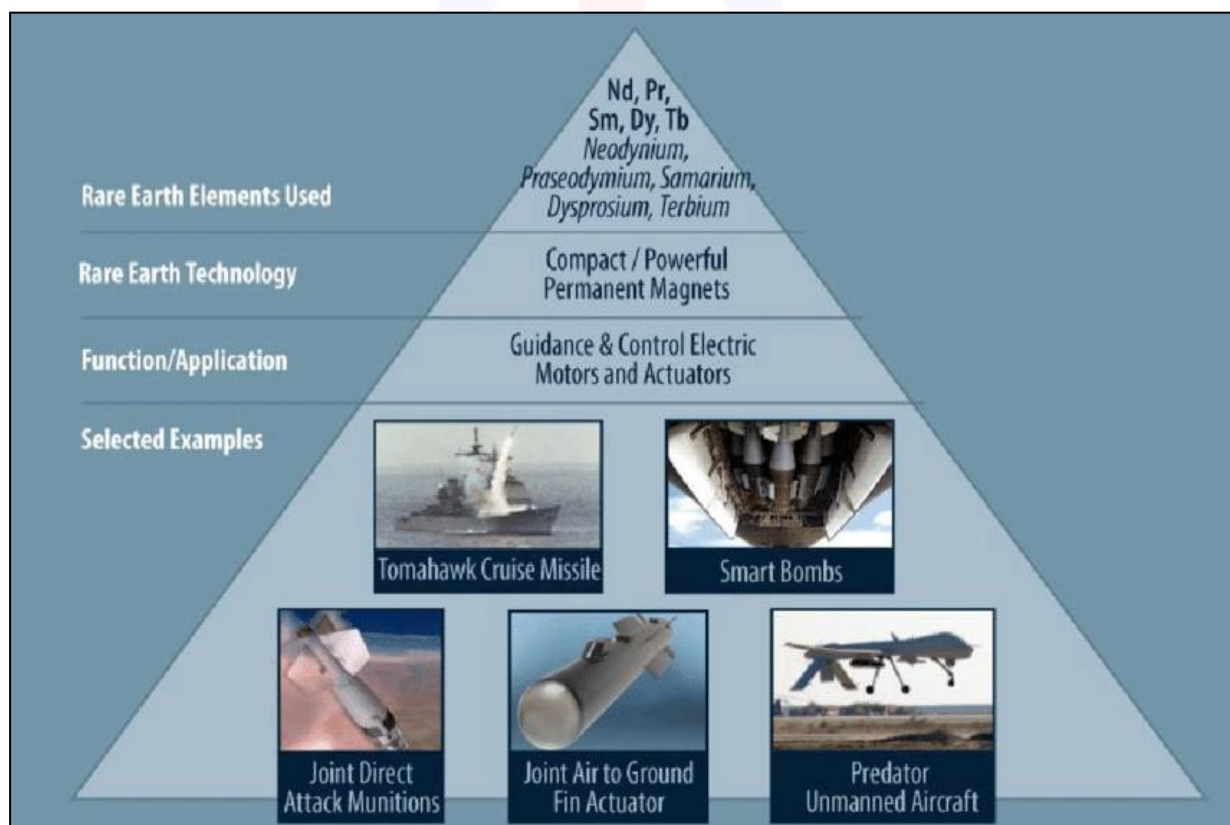 Nd, Pr,
Sm, Dy, Tb
Neodynium,
Praseodymium, Samarium,
Dysprosium, Terbium
Rare Earth Elements Used
Rare Earth Technology
Compact / Powerful
Permanent Magnets
Function/Application
Guidance & Control Electric
Motors and Actuators
Selected Examples
Tomahawk Cruise Missile
Smart Bombs
Joint Direct
Attack Munitions
Joint Air to Ground
Fin Actuator
Predator
Unmanned Aircraft